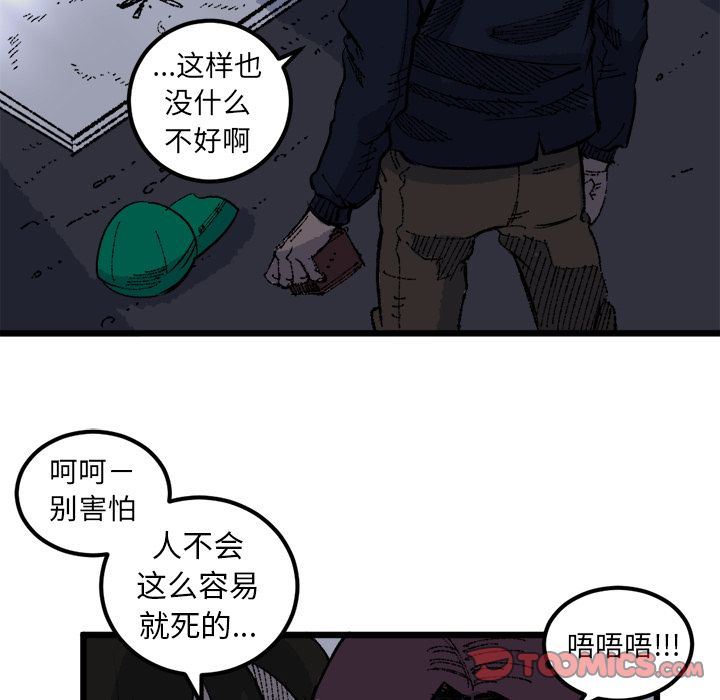 ...这样也
没什么
不好啊
呵呵－
别害怕
人不会
这么容易
就死的...
唔唔唔!!!
TOOMICS.COM